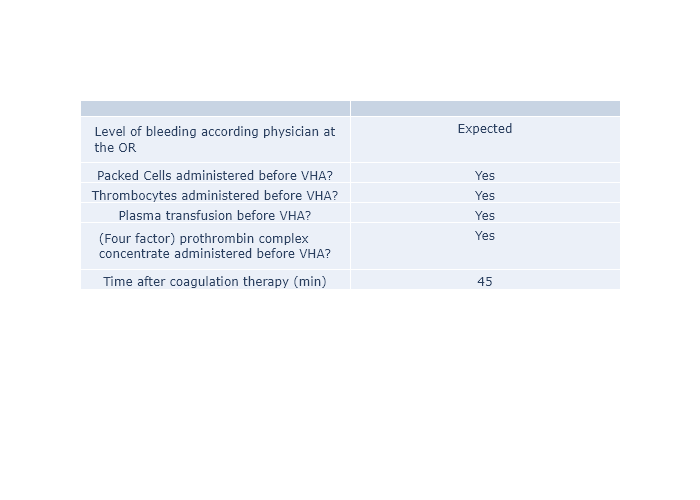 Level of bleeding according physician at
the OR
Expected
Packed Cells administered before VHA?
Yes
Thrombocytes administered before VHA?
Yes
Plasma transfusion before VHA?
Yes
(Four factor) prothrombin complex
concentrate administered before VHA?
Yes
Time after coagulation therapy (min)
45